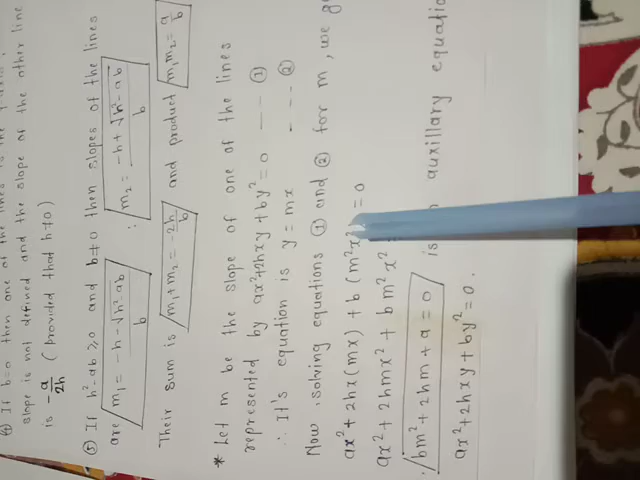 ④ If b=0 then one of the lines is the
slope is not defined and the slope of the other line
is -a/2h (provided that h≠0)
⑤ If h²-ab ≥0 and b≠0 then slopes of the lines
are m₁ = -h-√h²-ab / b ; m₂ = -h+√h²-ab / b
Their sum is m₁+m₂ = -2h/b and product m₁m₂ = a/b
* Let m be the slope of one of the lines
represented by ax²+2hxy+by²=0 --- ①
∴ It's equation is y = mx ---- ②
Now, solving equations ① and ② for m, we
ax²+2hx(mx)+b(m²x² =0
ax²+2hmx²+bm²x²
bm²+2hm+a=0 is auxillary equatio
ax²+2hxy+by²=0.